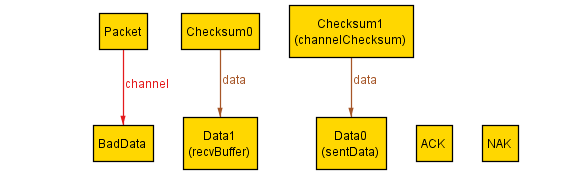 Packet
Checksum0
Checksum1
(channelChecksum)
channel
data
data
BadData
Data1
(recvBuffer)
Data0
(sentData)
ACK
NAK